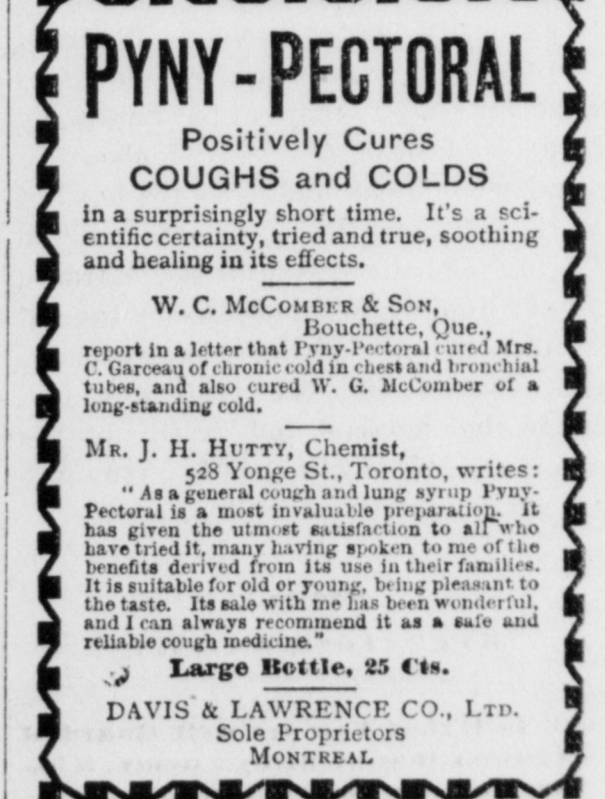 PYNY-PECTORAL
Positively Cures
COUGHS and COLDS
in a surprisingly short time. It's a sci-
entific certainty, tried and true, soothing
and healing in its effects.
W. C. MCCOMBER & SON,
Bouchette, Que.,
report in a letter that Pyny-Pectoral cured Mrs.
C. Garceau of chronic cold in chest and bronchial
tubes, and also cured W. G. McComber of a
long-standing cold.
MR. J. H. HUTTY, Chemist,
528 Yonge St., Toronto, writes:
"As a general cough and lung syrup Pyny-
Pectoral is a most invaluable preparation. It
has given the utmost satisfaction to all who
have tried it, many having spoken to me of the
benefits derived from its use in their families.
It is suitable for old or young, being pleasant to
the taste. Its sale with me has been wonderful,
and I can always recommend it as a safe and
reliable cough medicine."
Large Bottle, 25 Cts.
DAVIS & LAWRENCE CO., LTD.
Sole Proprietors
MONTREAL